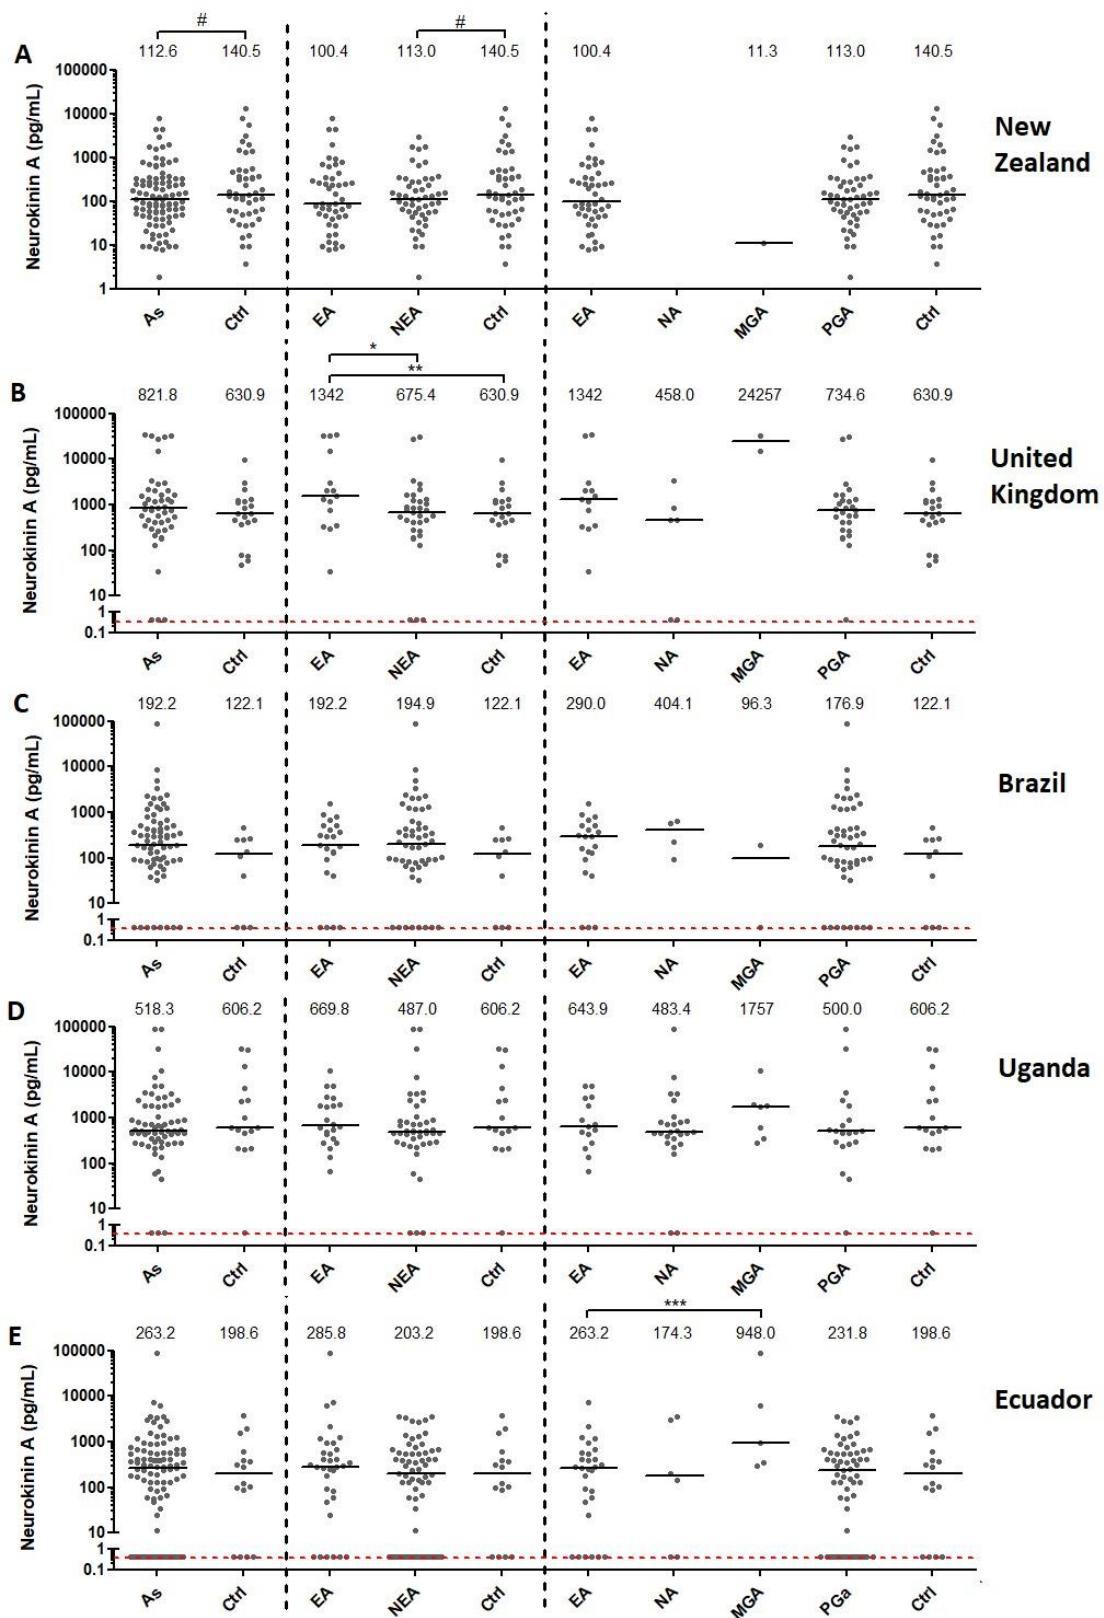 # #
A 112.6 140.5 100.4 113.0 140.5 100.4 11.3 113.0 140.5
Neurokinin A (pg/mL)
100000
10000
1000
100
10
1
As Ctrl EA NEA Ctrl EA NA MGA PGA Ctrl
New
Zealand
*
**
B 821.8 630.9 1342 675.4 630.9 1342 458.0 24257 734.6 630.9
Neurokinin A (pg/mL)
100000
10000
1000
100
10
1
0.1
As Ctrl EA NEA Ctrl EA NA MGA PGA Ctrl
United
Kingdom
C 192.2 122.1 192.2 194.9 122.1 290.0 404.1 96.3 176.9 122.1
Neurokinin A (pg/mL)
100000
10000
1000
100
10
1
0.1
As Ctrl EA NEA Ctrl EA NA MGA PGA Ctrl
Brazil
D 518.3 606.2 669.8 487.0 606.2 643.9 483.4 1757 500.0 606.2
Neurokinin A (pg/mL)
100000
10000
1000
100
10
1
0.1
As Ctrl EA NEA Ctrl EA NA MGA PGA Ctrl
Uganda
***
E 263.2 198.6 285.8 203.2 198.6 263.2 174.3 948.0 231.8 198.6
Neurokinin A (pg/mL)
100000
10000
1000
100
10
1
0.1
As Ctrl EA NEA Ctrl EA NA MGA PGa Ctrl
Ecuador